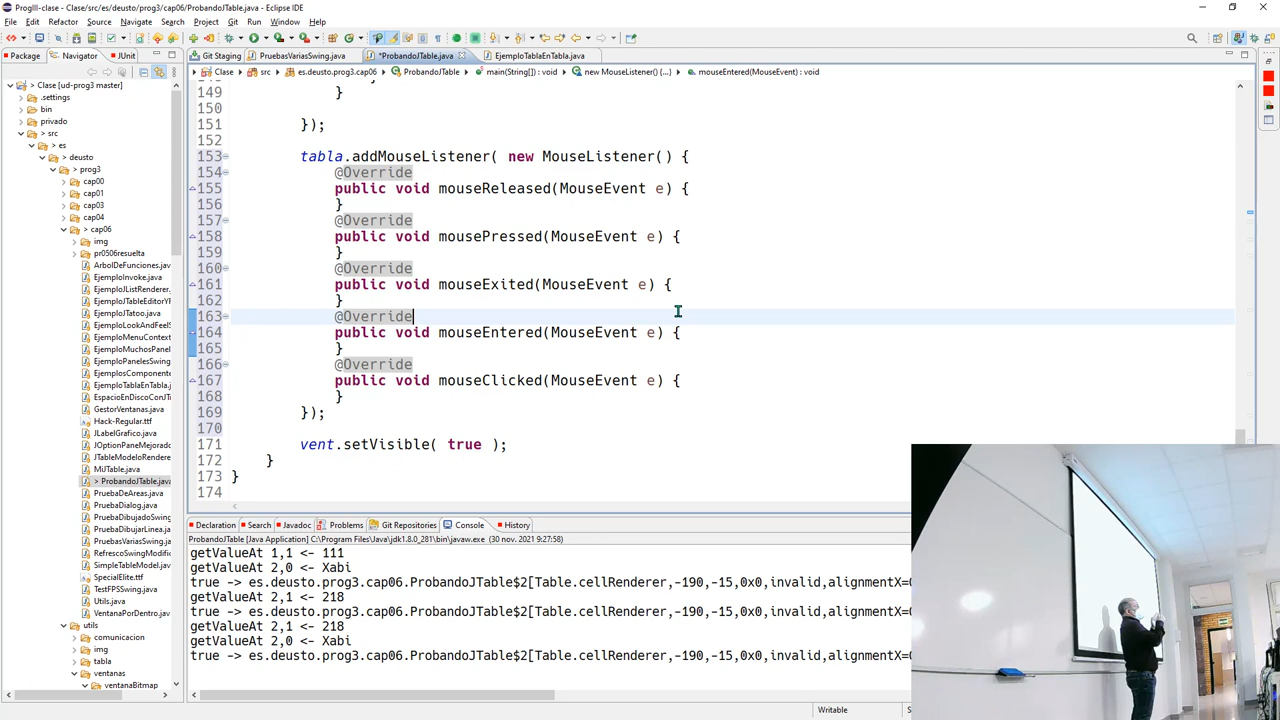 ProgIII-clase - Clase/src/es/deusto/prog3/cap06/ProbandoJTable.java - Eclipse IDE
File Edit Refactor Source Navigate Search Project Git Run Window Help
Package Navigator JUnit
Git Staging PruebasVariasSwing.java *ProbandoJTable.java EjemploTablaEnTabla.java
Clase src es.deusto.prog3.cap06 ProbandoJTable main(String[]) : void new MouseListener() {...} mouseEntered(MouseEvent) : void
Clase [ud-prog3 master]
.settings
bin
privado
src
es
deusto
prog3
cap00
cap01
cap03
cap04
cap06
img
pr0506resuelta
ArbolDeFunciones.jav
EjemploInvoke.java
EjemploJListRenderer.
EjemploJTableEditorYF
EjemploJTatoo.java
EjemploLookAndFeelS
EjemploMenuContext
EjemploMuchosPanel
EjemploPanelesSwing
EjemplosComponente
EjemploTablaEnTabla.j
EspacioEnDiscoConJT
GestorVentanas.java
Hack-Regular.ttf
JLabelGrafico.java
JOptionPaneMejorado
JTableModeloRendere
MiJTable.java
> ProbandoJTable.java
PruebaDeAreas.java
PruebaDialog.java
PruebaDibujadoSwing
PruebaDibujarLinea.ja
PruebasVariasSwing.ja
RefrescoSwingModific
SimpleTableModel.jav
SpecialElite.ttf
TestFPSSwing.java
Utils.java
VentanaPorDentro.jav
utils
comunicacion
img
tabla
ventanas
ventanaBitmap
149 }
150
151 });
152
153 tabla.addMouseListener( new MouseListener() {
154 @Override
155 public void mouseReleased(MouseEvent e) {
156 }
157 @Override
158 public void mousePressed(MouseEvent e) {
159 }
160 @Override
161 public void mouseExited(MouseEvent e) {
162 }
163 @Override
164 public void mouseEntered(MouseEvent e) {
165 }
166 @Override
167 public void mouseClicked(MouseEvent e) {
168 }
169 });
170
171 vent.setVisible( true );
172 }
173 }
174
Declaration Search Javadoc Problems Git Repositories Console History
ProbandoJTable [Java Application] C:\Program Files\Java\jdk1.8.0_281\bin\javaw.exe (30 nov. 2021 9:27:58)
getValueAt 1,1 <- 111
getValueAt 2,0 <- Xabi
true -> es.deusto.prog3.cap06.ProbandoJTable$2[Table.cellRenderer,-190,-15,0x0,invalid,alignmentX=0
getValueAt 2,1 <- 218
true -> es.deusto.prog3.cap06.ProbandoJTable$2[Table.cellRenderer,-190,-15,0x0,invalid,alignmentX=0
getValueAt 2,1 <- 218
getValueAt 2,0 <- Xabi
true -> es.deusto.prog3.cap06.ProbandoJTable$2[Table.cellRenderer,-190,-15,0x0,invalid,alignmentX=0
Writable